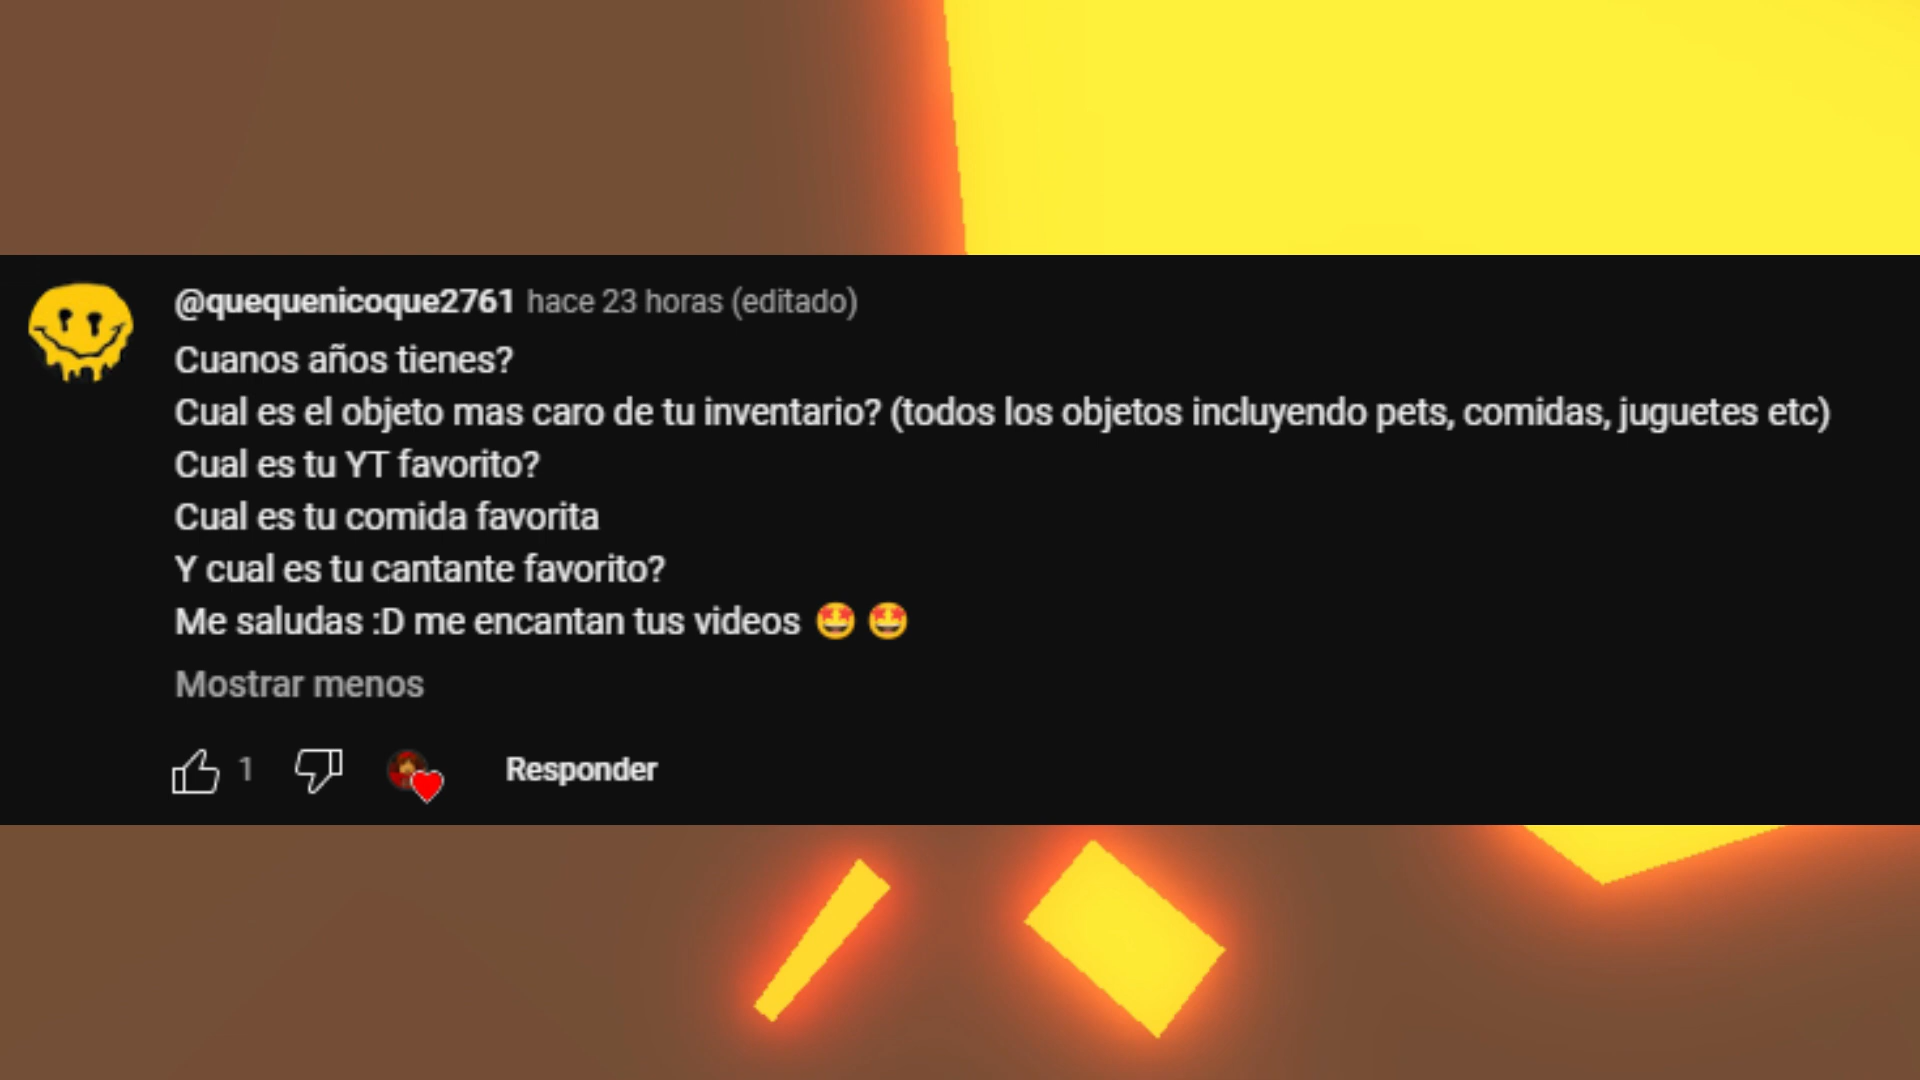 @quequenicoque2761 hace 23 horas (editado)
Cuanos años tienes?
Cual es el objeto mas caro de tu inventario? (todos los objetos incluyendo pets, comidas, juguetes etc)
Cual es tu YT favorito?
Cual es tu comida favorita
Y cual es tu cantante favorito?
Me saludas :D me encantan tus videos 🤩 🤩
Mostrar menos
1 Responder